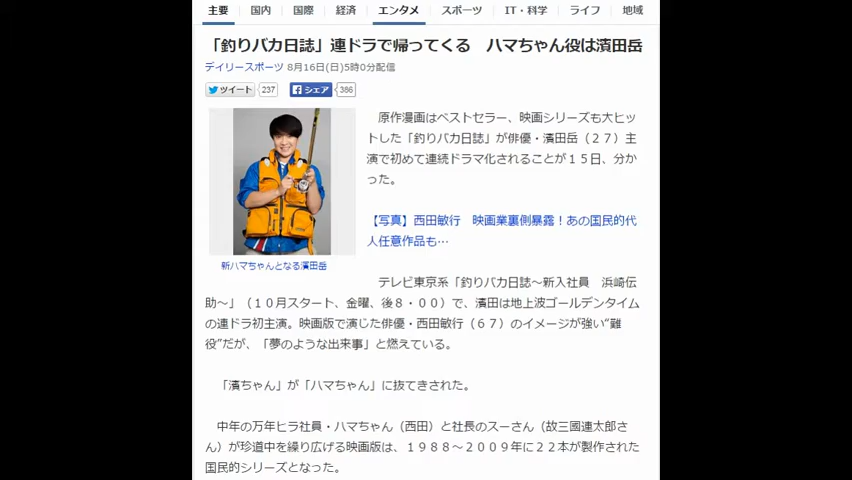 主要 国内 国際 経済 エンタメ スポーツ IT・科学 ライフ 地域
「釣りバカ日誌」連ドラで帰ってくる　ハマちゃん役は濱田岳
デイリースポーツ 8月16日(日)5時0分配信
ツイート 237 シェア 386
原作漫画はベストセラー、映画シリーズも大ヒッ
トした「釣りバカ日誌」が俳優・濱田岳（２７）主
演で初めて連続ドラマ化されることが１５日、分か
った。
【写真】西田敏行　映画業裏側暴露！あの国民的代
人任意作品も…
新ハマちゃんとなる濱田岳
テレビ東京系「釣りバカ日誌～新入社員　浜崎伝
助～」（１０月スタート、金曜、後８・００）で、濱田は地上波ゴールデンタイム
の連ドラ初主演。映画版で演じた俳優・西田敏行（６７）のイメージが強い“難
役”だが、「夢のような出来事」と燃えている。
「濱ちゃん」が「ハマちゃん」に抜てきされた。
中年の万年ヒラ社員・ハマちゃん（西田）と社長のスーさん（故三國連太郎さ
ん）が珍道中を繰り広げる映画版は、１９８８～２００９年に２２本が製作された
国民的シリーズとなった。